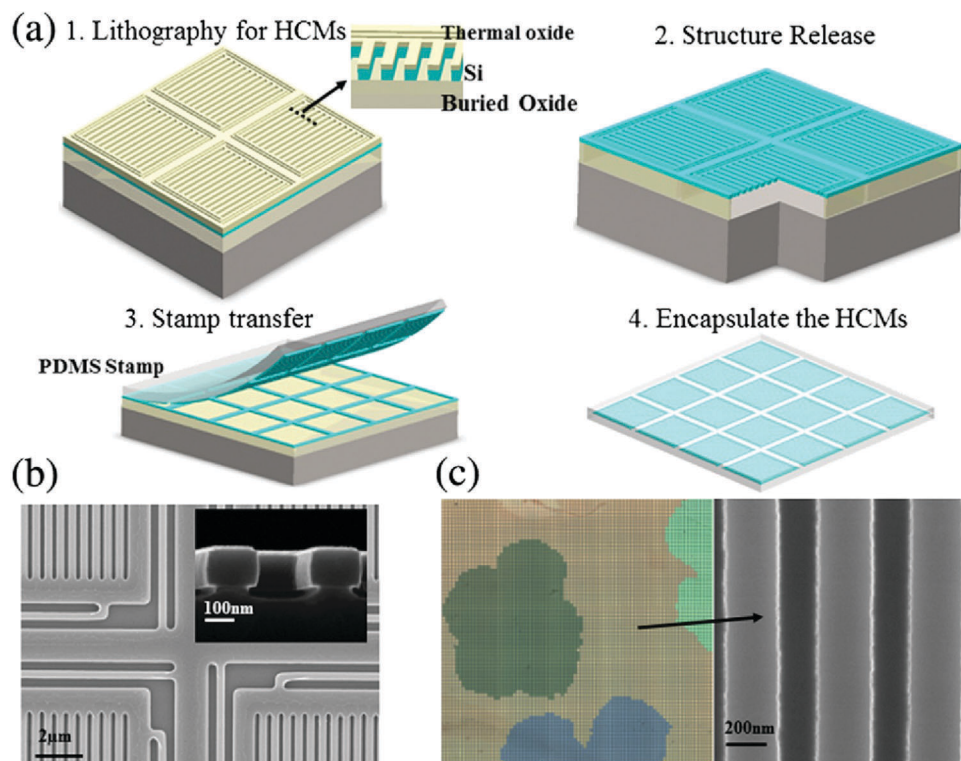 (a)
1. Lithography for HCMs
Thermal oxide
Si
Buried Oxide
2. Structure Release
3. Stamp transfer
PDMS Stamp
4. Encapsulate the HCMs
(b)
100nm
2μm
(c)
200nm